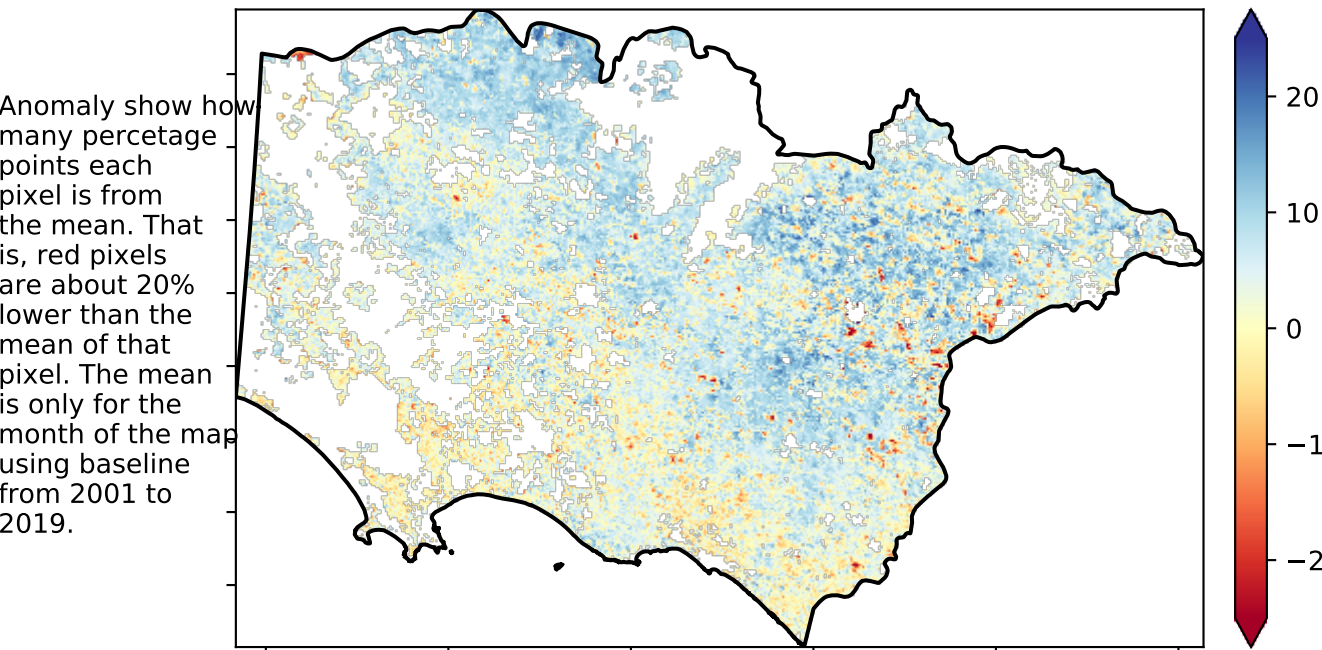 Anomaly show how
many percetage
points each
pixel is from
the mean. That
is, red pixels
are about 20%
lower than the
mean of that
pixel. The mean
is only for the
month of the map
using baseline
from 2001 to
2019.
20
10
0
−1
−2